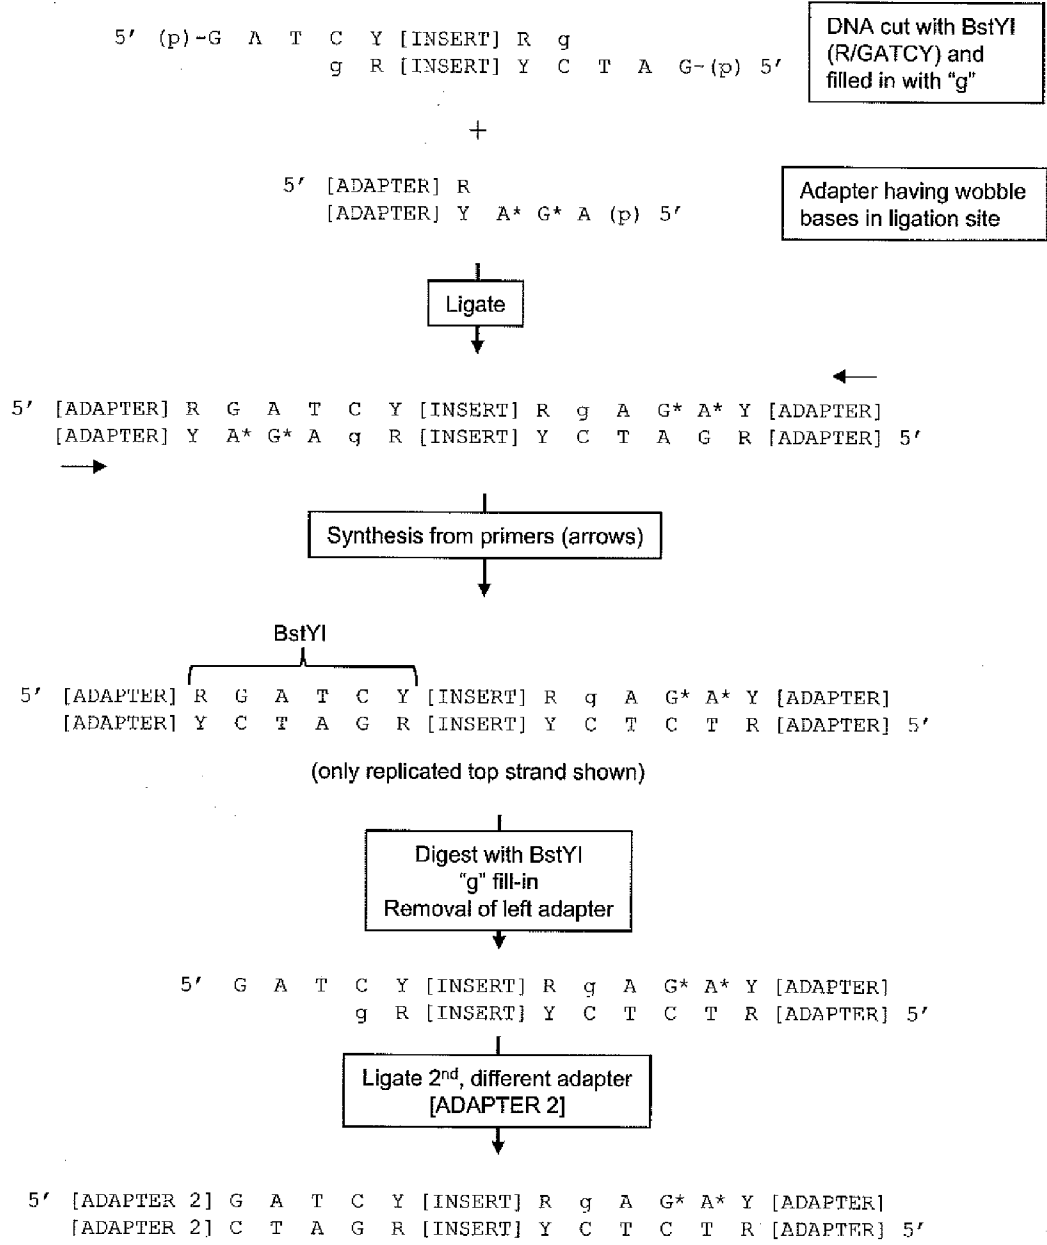 5′ (p)-G A T C Y [INSERT] R g
g R [INSERT] Y C T A G-(p) 5′
DNA cut with BstYI
(R/GATCY) and
filled in with “g”
+
5′ [ADAPTER] R
[ADAPTER] Y A* G* A (p) 5′
Adapter having wobble
bases in ligation site
Ligate
5′ [ADAPTER] R G A T C Y [INSERT] R g A G* A* Y [ADAPTER]
[ADAPTER] Y A* G* A g R [INSERT] Y C T A G R [ADAPTER] 5′
Synthesis from primers (arrows)
BstYI
5′ [ADAPTER] R G A T C Y [INSERT] R g A G* A* Y [ADAPTER]
[ADAPTER] Y C T A G R [INSERT] Y C T C T R [ADAPTER] 5′
(only replicated top strand shown)
Digest with BstYI
“g” fill-in
Removal of left adapter
5′ G A T C Y [INSERT] R g A G* A* Y [ADAPTER]
g R [INSERT] Y C T C T R [ADAPTER] 5′
Ligate 2nd, different adapter
[ADAPTER 2]
5′ [ADAPTER 2] G A T C Y [INSERT] R g A G* A* Y [ADAPTER]
[ADAPTER 2] C T A G R [INSERT] Y C T C T R [ADAPTER] 5′